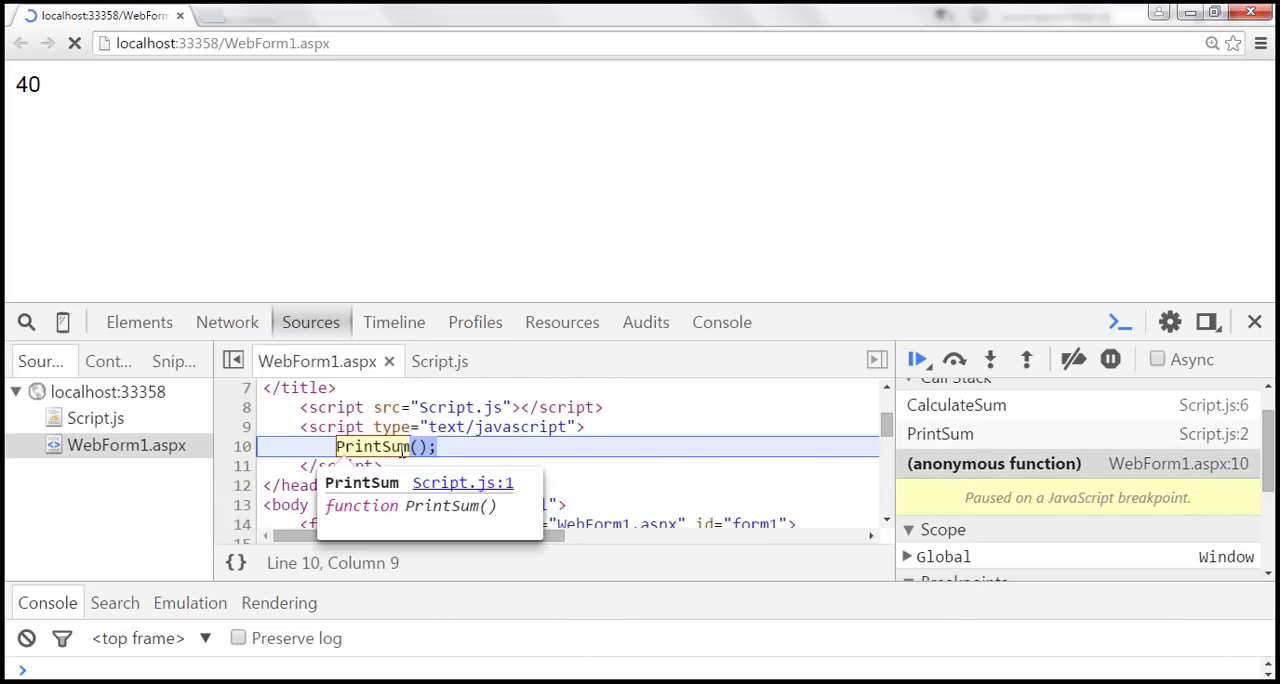 localhost:33358/WebForm
localhost:33358/WebForm1.aspx
40
Elements Network Sources Timeline Profiles Resources Audits Console
Sour... Cont... Snip... WebForm1.aspx Script.js Async
localhost:33358
Script.js
WebForm1.aspx
7 </title>
8 <script src="Script.js"></script>
9 <script type="text/javascript">
10 PrintSum();
11
12 </head
13 <body l">
14 <f ="WebForm1.aspx" id="form1">
PrintSum Script.js:1
function PrintSum()
{} Line 10, Column 9
Call Stack
CalculateSum Script.js:6
PrintSum Script.js:2
(anonymous function) WebForm1.aspx:10
Paused on a JavaScript breakpoint.
Scope
Global Window
Breakpoints
Console Search Emulation Rendering
<top frame> Preserve log